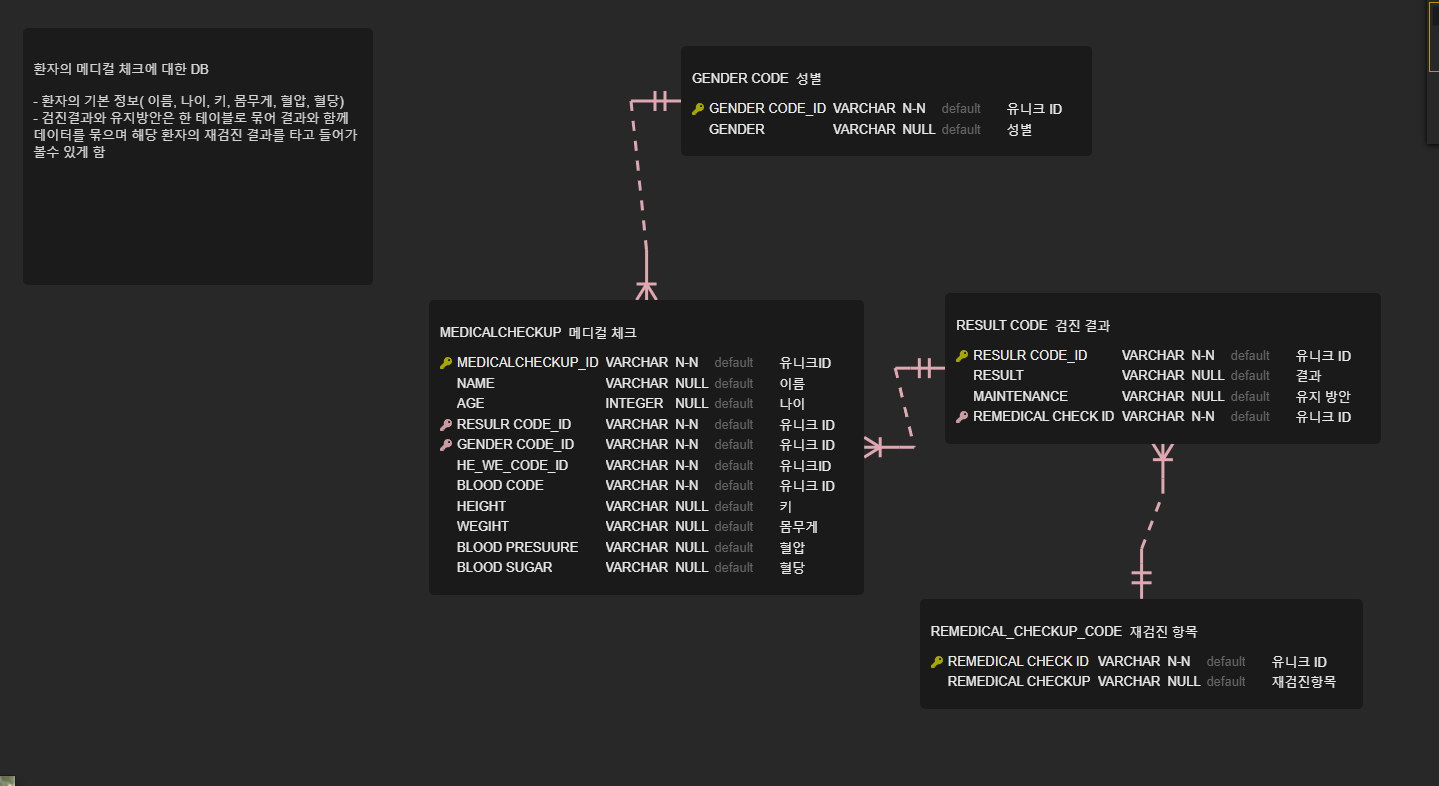 환자의 메디컬 체크에 대한 DB
- 환자의 기본 정보( 이름, 나이, 키, 몸무게, 혈압, 혈당)
- 검진결과와 유지방안은 한 테이블로 묶어 결과와 함께
데이터를 묶으며 해당 환자의 재검진 결과를 타고 들어가
볼수 있게 함
GENDER CODE 성별
GENDER CODE_ID VARCHAR N-N default 유니크 ID
GENDER VARCHAR NULL default 성별
MEDICALCHECKUP 메디컬 체크
MEDICALCHECKUP_ID VARCHAR N-N default 유니크ID
NAME VARCHAR NULL default 이름
AGE INTEGER NULL default 나이
RESULR CODE_ID VARCHAR N-N default 유니크 ID
GENDER CODE_ID VARCHAR N-N default 유니크 ID
HE_WE_CODE_ID VARCHAR N-N default 유니크ID
BLOOD CODE VARCHAR N-N default 유니크 ID
HEIGHT VARCHAR NULL default 키
WEGIHT VARCHAR NULL default 몸무게
BLOOD PRESUURE VARCHAR NULL default 혈압
BLOOD SUGAR VARCHAR NULL default 혈당
RESULT CODE 검진 결과
RESULR CODE_ID VARCHAR N-N default 유니크 ID
RESULT VARCHAR NULL default 결과
MAINTENANCE VARCHAR NULL default 유지 방안
REMEDICAL CHECK ID VARCHAR N-N default 유니크 ID
REMEDICAL_CHECKUP_CODE 재검진 항목
REMEDICAL CHECK ID VARCHAR N-N default 유니크 ID
REMEDICAL CHECKUP VARCHAR NULL default 재검진항목